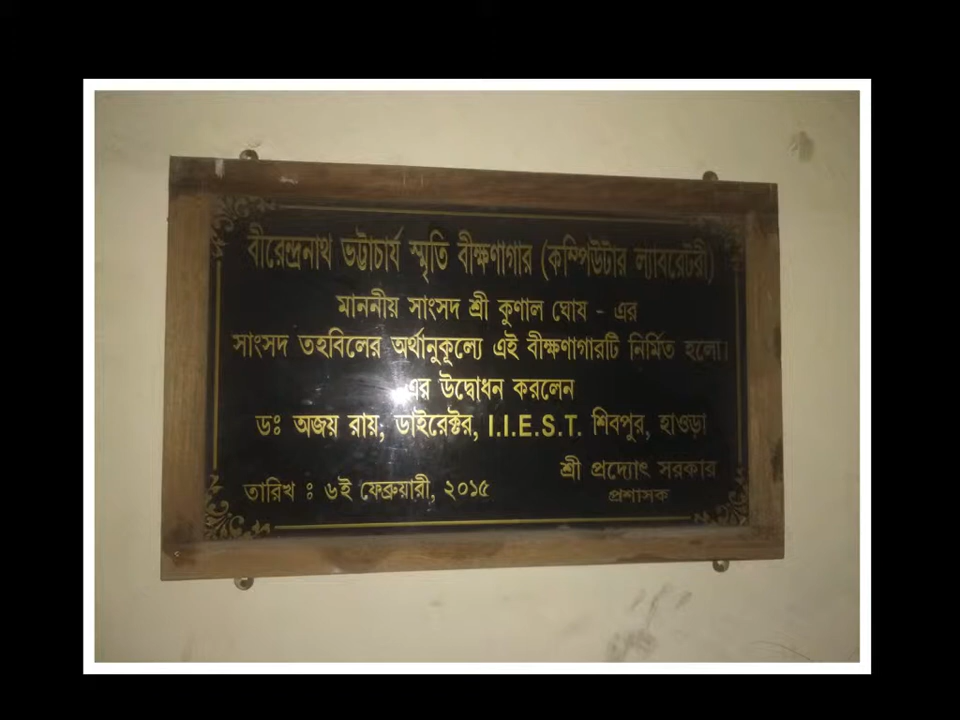 বীরেন্দ্রনাথ ভট্টাচার্য স্মৃতি বীক্ষণাগার (কম্পিউটার ল্যাবরেটরী)
মাননীয় সাংসদ শ্রী কুণাল ঘোষ - এর
সাংসদ তহবিলের অর্থানুকূল্যে এই বীক্ষণাগারটি নির্মিত হলো।
এর উদ্বোধন করলেন
ডঃ অজয় রায়, ডাইরেক্টর, I.I.E.S.T. শিবপুর, হাওড়া
শ্রী প্রদ্যোৎ সরকার
প্রশাসক
তারিখ : ৬ই ফেব্রুয়ারী, ২০১৫